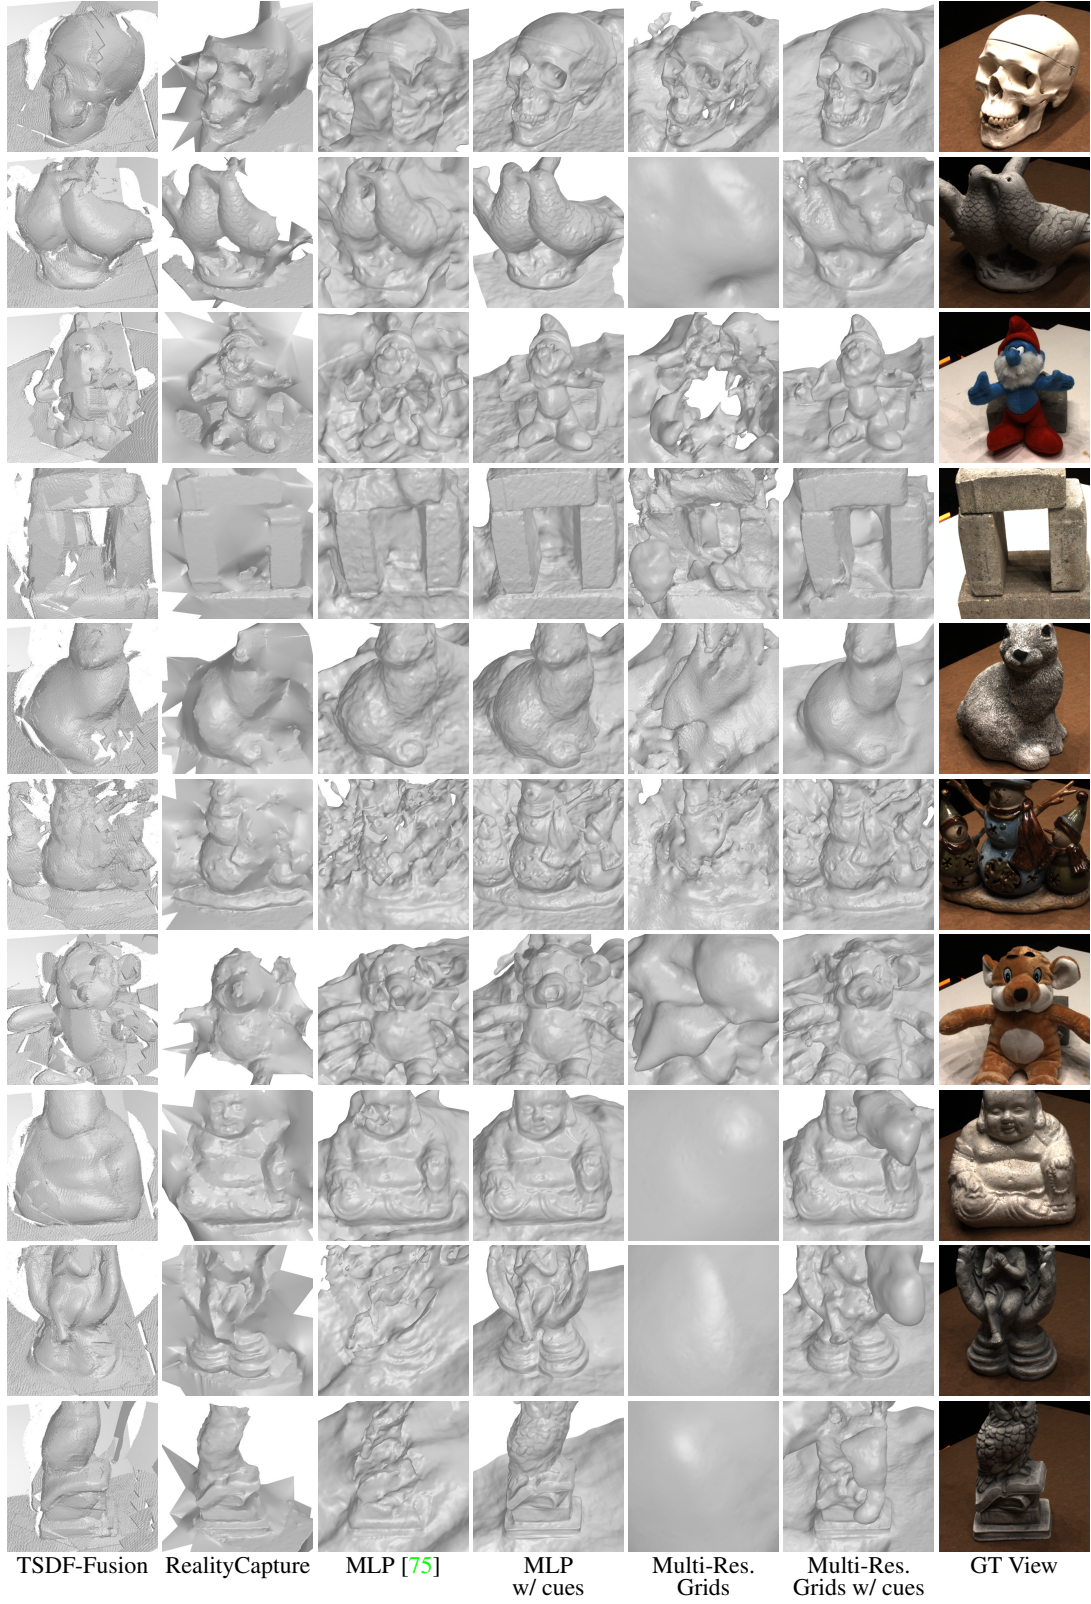 TSDF-Fusion RealityCapture MLP [75] MLP w/ cues Multi-Res. Grids Multi-Res. Grids w/ cues GT View